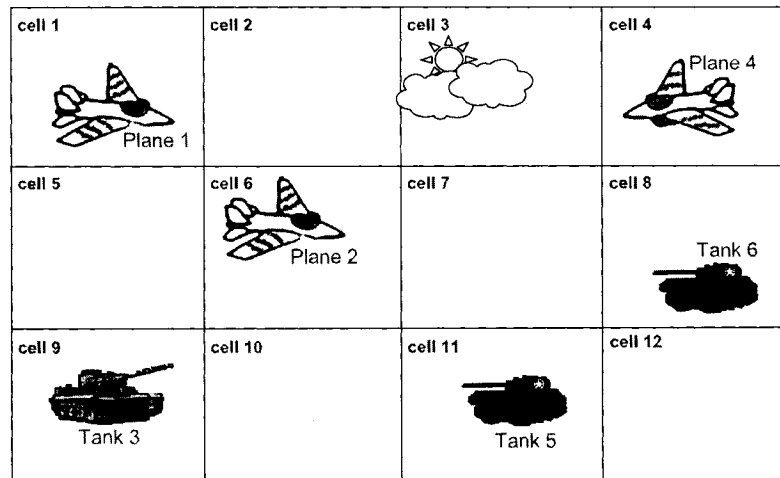 cell 1
cell 2
cell 3
cell 4
Plane 4
Plane 1
cell 5
cell 6
cell 7
cell 8
Plane 2
Tank 6
cell 9
cell 10
cell 11
cell 12
Tank 3
Tank 5